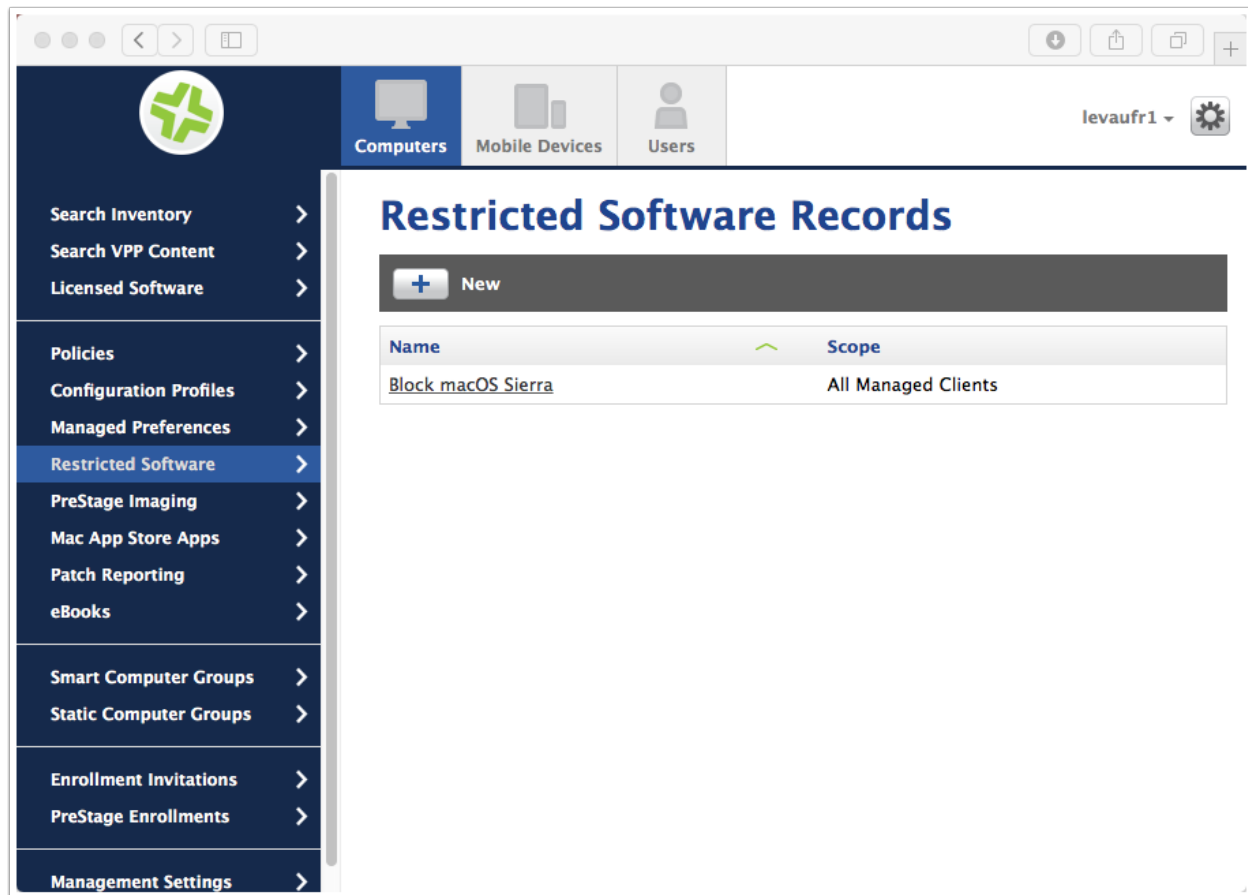 Computers
Mobile Devices
Users
levaufr1
Search Inventory
Search VPP Content
Licensed Software
Policies
Configuration Profiles
Managed Preferences
Restricted Software
PreStage Imaging
Mac App Store Apps
Patch Reporting
eBooks
Smart Computer Groups
Static Computer Groups
Enrollment Invitations
PreStage Enrollments
Management Settings
Restricted Software Records
New
Name Scope
Block macOS Sierra All Managed Clients